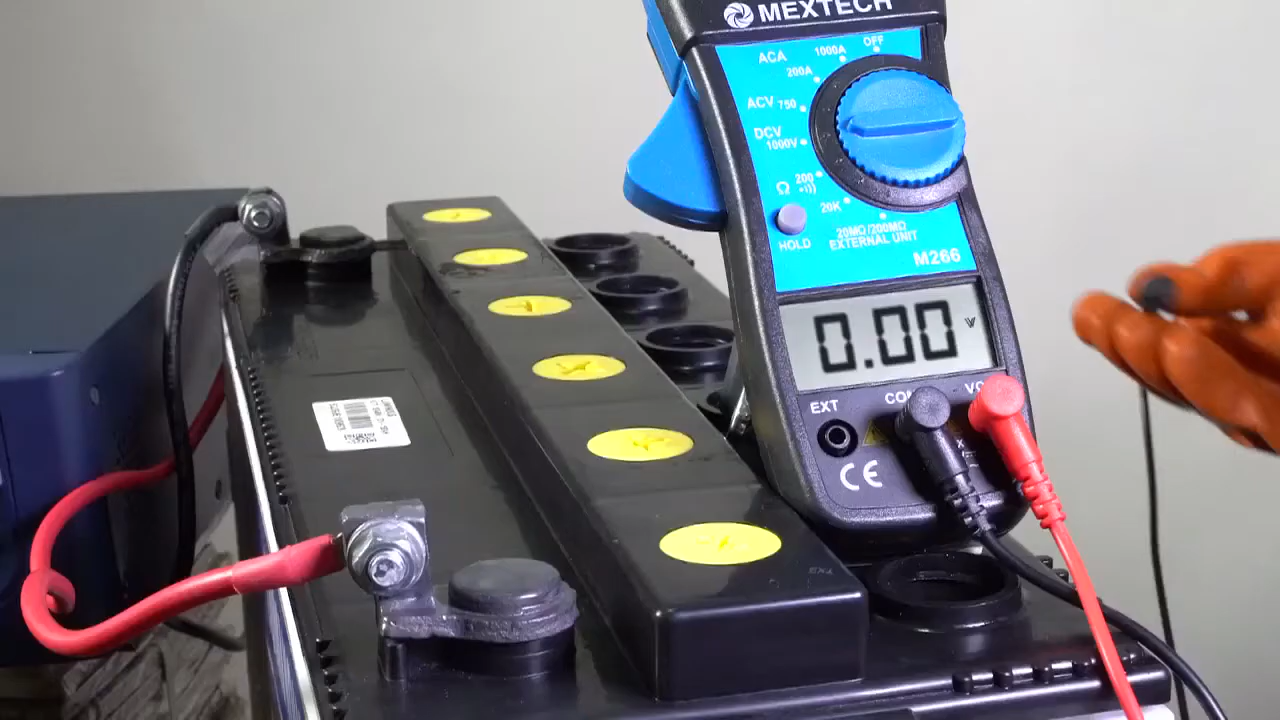 MEXTECH
OFF
1000A
ACA
200A
ACV 750
DCV
1000V
Ω 200
20K
20MΩ/200MΩ
EXTERNAL UNIT
HOLD
M266
0.00 V
EXT
CE